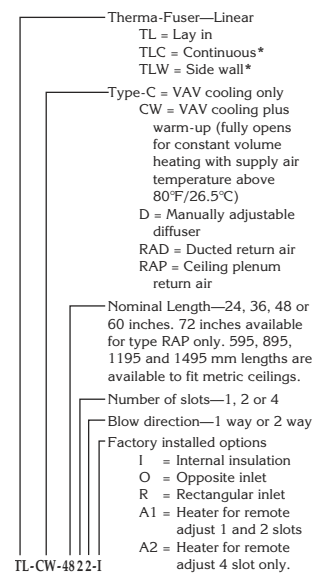 Therma-Fuser—Linear
TL = Lay in
TLC = Continuous*
TLW = Side wall*
Type-C = VAV cooling only
CW = VAV cooling plus
warm-up (fully opens
for constant volume
heating with supply air
temperature above
80°F/26.5°C)
D = Manually adjustable
diffuser
RAD = Ducted return air
RAP = Ceiling plenum
return air
Nominal Length—24, 36, 48 or
60 inches. 72 inches available
for type RAP only. 595, 895,
1195 and 1495 mm lengths are
available to fit metric ceilings.
Number of slots—1, 2 or 4
Blow direction—1 way or 2 way
Factory installed options
I = Internal insulation
O = Opposite inlet
R = Rectangular inlet
A1 = Heater for remote
adjust 1 and 2 slots
A2 = Heater for remote
adjust 4 slot only.
TL-CW-4822-I